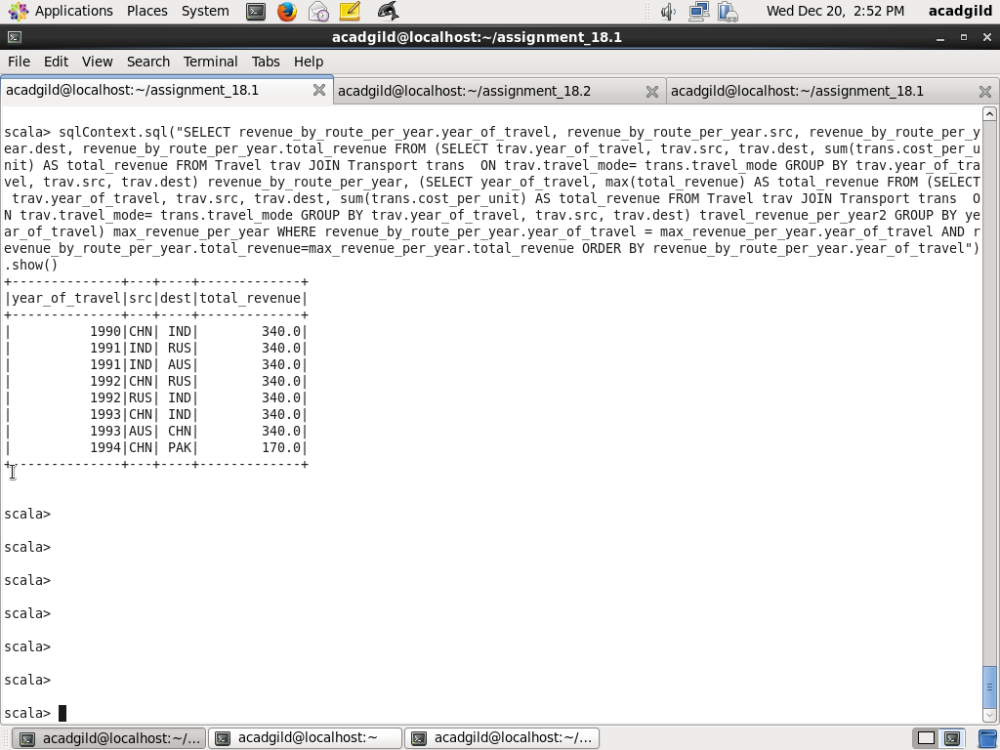 Applications Places System Wed Dec 20, 2:52 PM acadgild
acadgild@localhost:~/assignment_18.1
File Edit View Search Terminal Tabs Help
acadgild@localhost:~/assignment_18.1 acadgild@localhost:~/assignment_18.2 acadgild@localhost:~/assignment_18.1
scala> sqlContext.sql("SELECT revenue_by_route_per_year.year_of_travel, revenue_by_route_per_year.src, revenue_by_route_per_y
ear.dest, revenue_by_route_per_year.total_revenue FROM (SELECT trav.year_of_travel, trav.src, trav.dest, sum(trans.cost_per_u
nit) AS total_revenue FROM Travel trav JOIN Transport trans  ON trav.travel_mode= trans.travel_mode GROUP BY trav.year_of_tra
vel, trav.src, trav.dest) revenue_by_route_per_year, (SELECT year_of_travel, max(total_revenue) AS total_revenue FROM (SELECT
 trav.year_of_travel, trav.src, trav.dest, sum(trans.cost_per_unit) AS total_revenue FROM Travel trav JOIN Transport trans  O
N trav.travel_mode= trans.travel_mode GROUP BY trav.year_of_travel, trav.src, trav.dest) travel_revenue_per_year2 GROUP BY ye
ar_of_travel) max_revenue_per_year WHERE revenue_by_route_per_year.year_of_travel = max_revenue_per_year.year_of_travel AND r
evenue_by_route_per_year.total_revenue=max_revenue_per_year.total_revenue ORDER BY revenue_by_route_per_year.year_of_travel")
.show()
+--------------+---+----+-------------+
|year_of_travel|src|dest|total_revenue|
+--------------+---+----+-------------+
|          1990|CHN| IND|        340.0|
|          1991|IND| RUS|        340.0|
|          1991|IND| AUS|        340.0|
|          1992|CHN| RUS|        340.0|
|          1992|RUS| IND|        340.0|
|          1993|CHN| IND|        340.0|
|          1993|AUS| CHN|        340.0|
|          1994|CHN| PAK|        170.0|
+--------------+---+----+-------------+
scala>
scala>
scala>
scala>
scala>
scala>
scala>
acadgild@localhost:~/... acadgild@localhost:~ acadgild@localhost:~/...